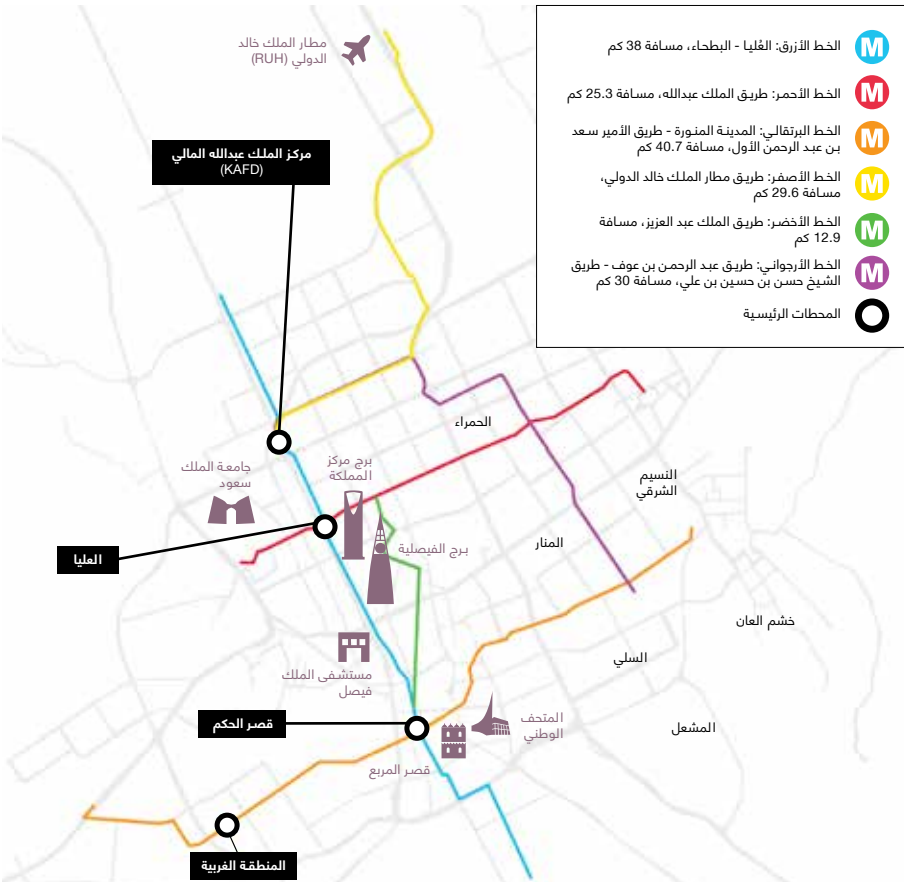 M الخط الأزرق: العُليا - البطحاء، مسافة 38 كم
M الخط الأحمر: طريق الملك عبدالله، مسافة 25.3 كم
M الخط البرتقالي: المدينة المنورة - طريق الأمير سعد
بن عبد الرحمن الأول، مسافة 40.7 كم
M الخط الأصفر: طريق مطار الملك خالد الدولي،
مسافة 29.6 كم
M الخط الأخضر: طريق الملك عبد العزيز، مسافة
12.9 كم
M الخط الأرجواني: طريق عبد الرحمن بن عوف - طريق
الشيخ حسن بن حسين بن علي، مسافة 30 كم
المحطات الرئيسية
مطار الملك خالد
الدولي (RUH)
مركز الملك عبدالله المالي
(KAFD)
الحمراء
برج مركز
المملكة
جامعة الملك
سعود
النسيم
الشرقي
المنار
برج الفيصلية
العليا
خشم العان
السلي
مستشفى الملك
فيصل
المتحف
الوطني
المشعل
قصر الحكم
قصر المربع
المنطقة الغربية